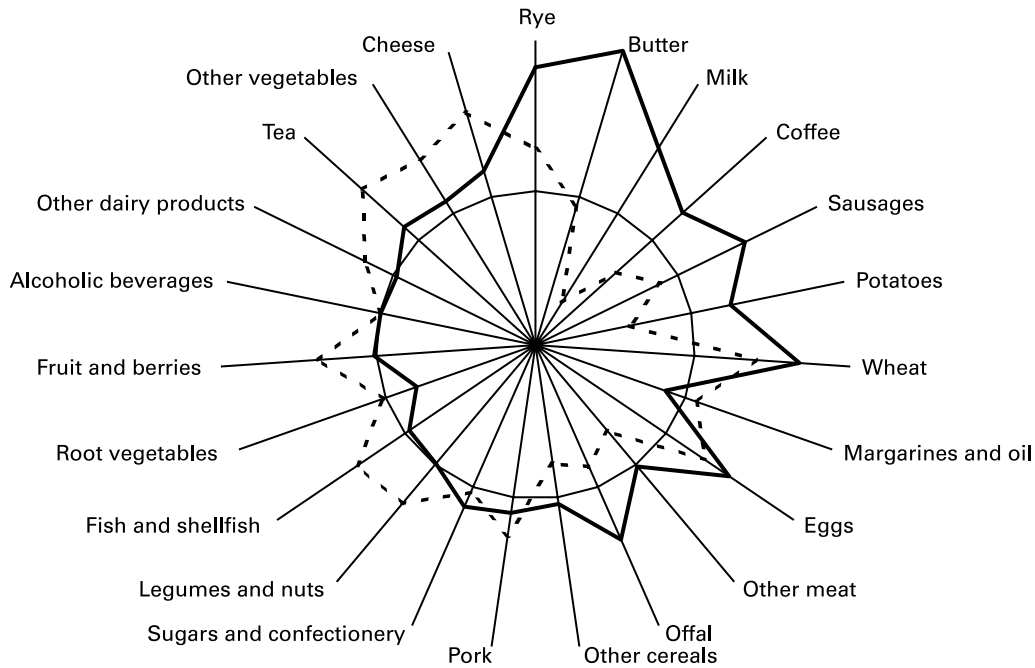 Rye
Butter
Milk
Coffee
Sausages
Potatoes
Wheat
Margarines and oil
Eggs
Other meat
Offal
Other cereals
Pork
Sugars and confectionery
Legumes and nuts
Fish and shellfish
Root vegetables
Fruit and berries
Alcoholic beverages
Other dairy products
Tea
Other vegetables
Cheese